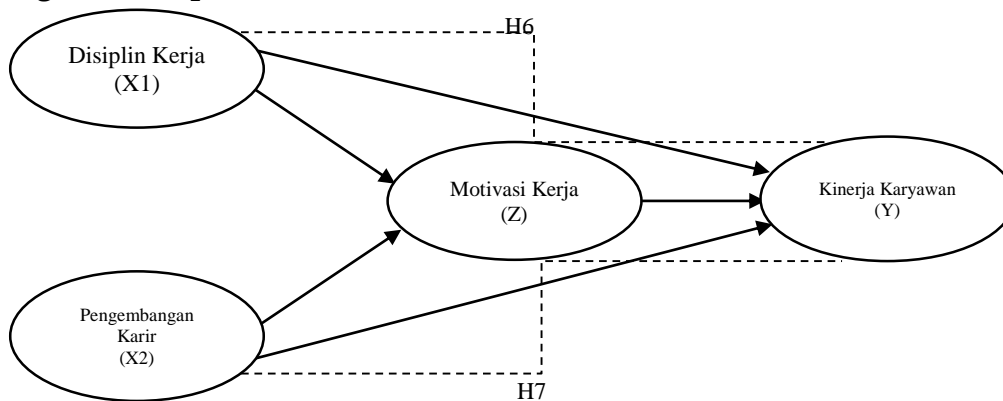 H6
Disiplin Kerja
(X1)
Motivasi Kerja
(Z)
Kinerja Karyawan
(Y)
Pengembangan
Karir
(X2)
H7